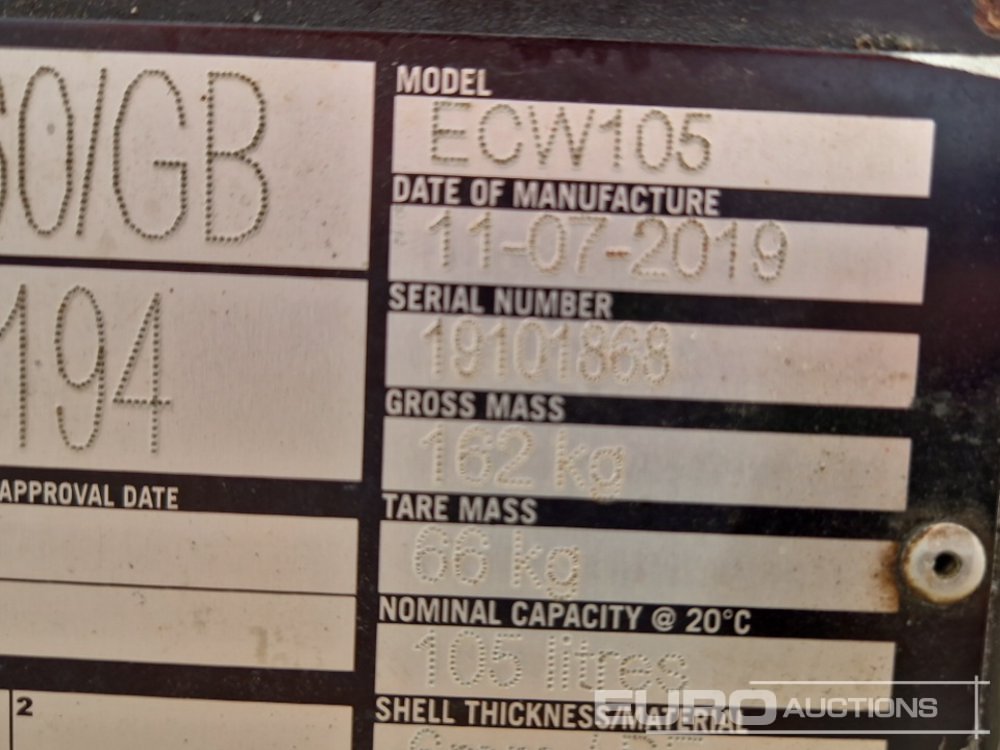 60/GB
194
APPROVAL DATE
2
MODEL
ECW105
DATE OF MANUFACTURE
11-07-2019
SERIAL NUMBER
19101868
GROSS MASS
162 kg
TARE MASS
66 kg
NOMINAL CAPACITY @ 20°C
105 litres
SHELL THICKNESS/MATERIAL
EURO AUCTIONS